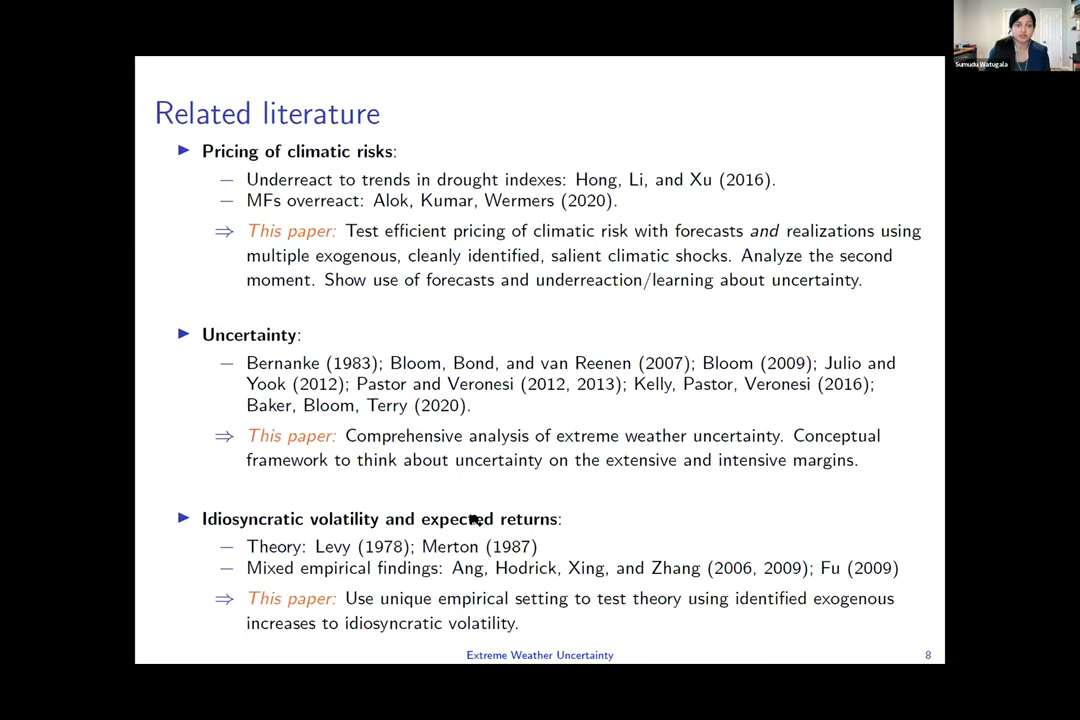 Sumudu Watugala
Related literature
▶ Pricing of climatic risks:
– Underreact to trends in drought indexes: Hong, Li, and Xu (2016).
– MFs overreact: Alok, Kumar, Wermers (2020).
⇒ This paper: Test efficient pricing of climatic risk with forecasts and realizations using
multiple exogenous, cleanly identified, salient climatic shocks. Analyze the second
moment. Show use of forecasts and underreaction/learning about uncertainty.
▶ Uncertainty:
– Bernanke (1983); Bloom, Bond, and van Reenen (2007); Bloom (2009); Julio and
Yook (2012); Pastor and Veronesi (2012, 2013); Kelly, Pastor, Veronesi (2016);
Baker, Bloom, Terry (2020).
⇒ This paper: Comprehensive analysis of extreme weather uncertainty. Conceptual
framework to think about uncertainty on the extensive and intensive margins.
▶ Idiosyncratic volatility and expected returns:
– Theory: Levy (1978); Merton (1987)
– Mixed empirical findings: Ang, Hodrick, Xing, and Zhang (2006, 2009); Fu (2009)
⇒ This paper: Use unique empirical setting to test theory using identified exogenous
increases to idiosyncratic volatility.
Extreme Weather Uncertainty 8